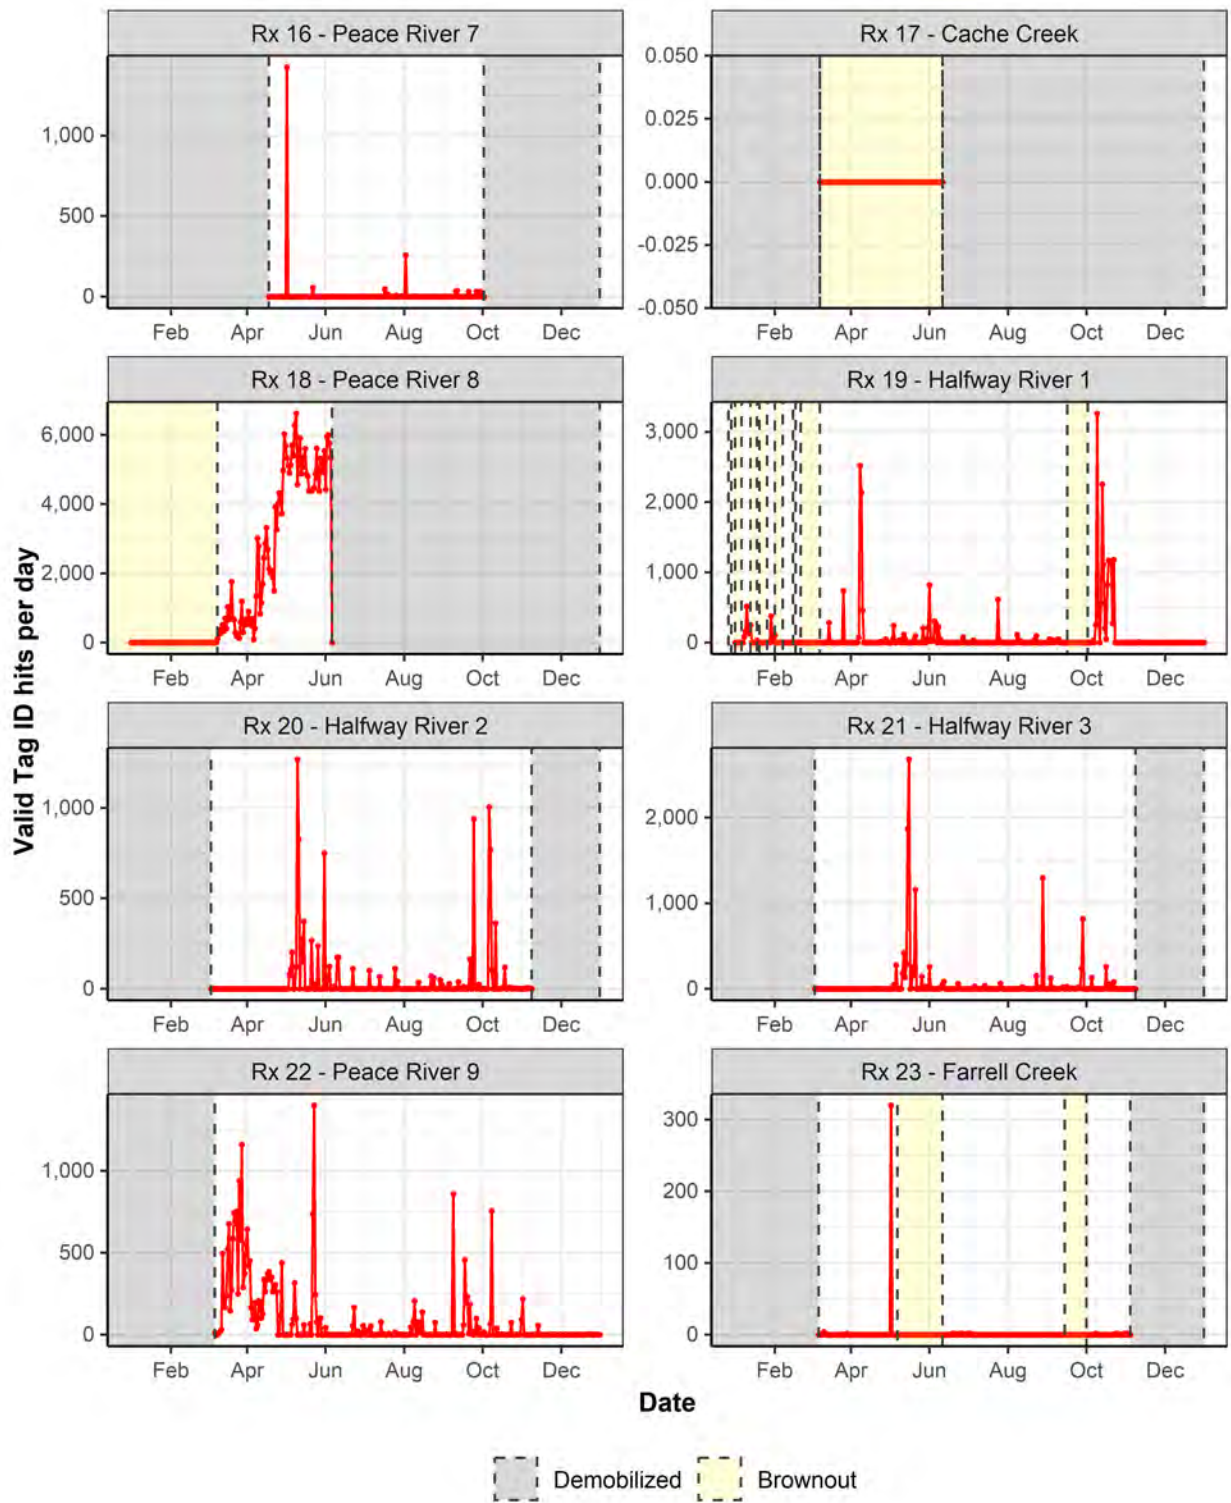 Rx 16 - Peace River 7
1,000
500
0
Feb Apr Jun Aug Oct Dec
Rx 17 - Cache Creek
0.050
0.025
0.000
-0.025
-0.050
Feb Apr Jun Aug Oct Dec
Rx 18 - Peace River 8
6,000
4,000
2,000
0
Feb Apr Jun Aug Oct Dec
Rx 19 - Halfway River 1
3,000
2,000
1,000
0
Feb Apr Jun Aug Oct Dec
Rx 20 - Halfway River 2
1,000
500
0
Feb Apr Jun Aug Oct Dec
Rx 21 - Halfway River 3
2,000
1,000
0
Feb Apr Jun Aug Oct Dec
Rx 22 - Peace River 9
1,000
500
0
Feb Apr Jun Aug Oct Dec
Rx 23 - Farrell Creek
300
200
100
0
Feb Apr Jun Aug Oct Dec
Valid Tag ID hits per day
Date
Demobilized Brownout